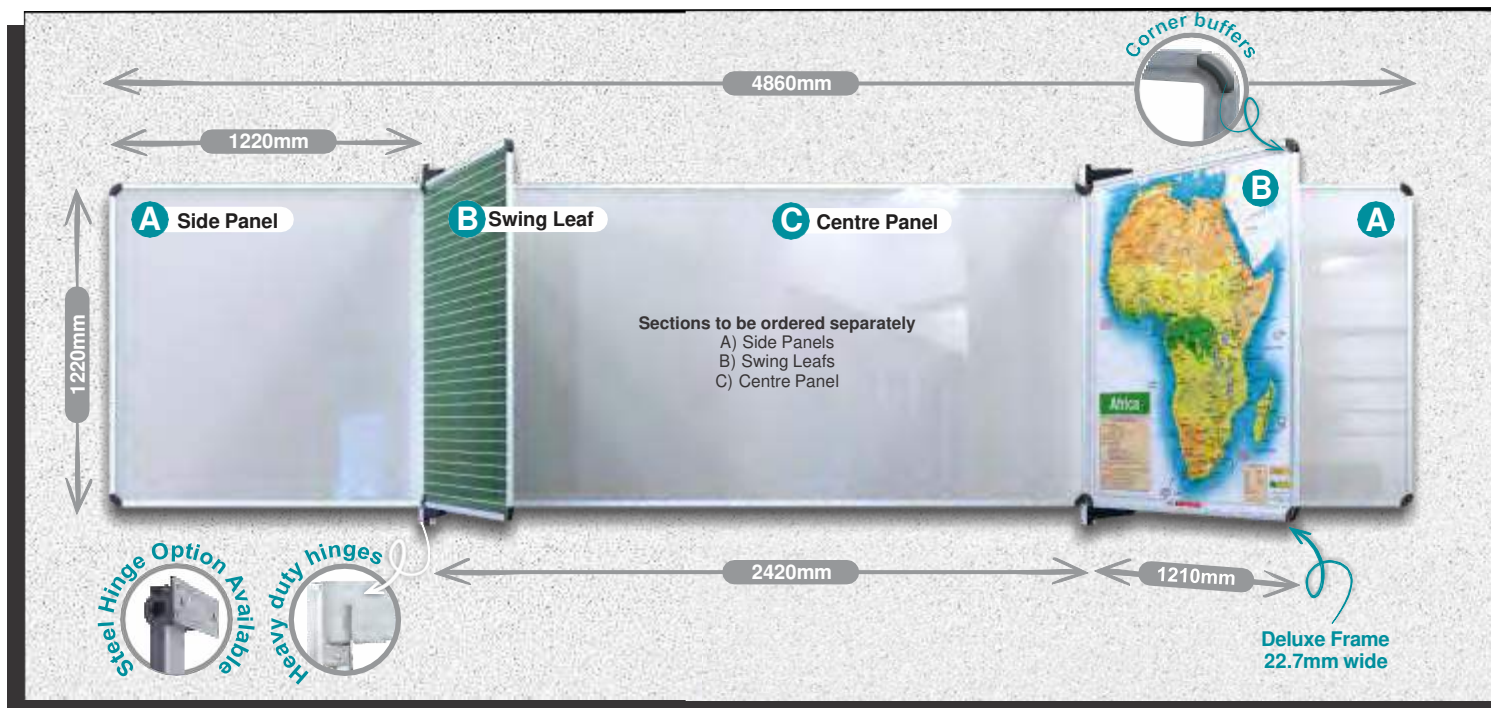 Corner buffers
4860mm
1220mm
A Side Panel
B Swing Leaf
C Centre Panel
B
A
1220mm
Sections to be ordered separately
A) Side Panels
B) Swing Leafs
C) Centre Panel
Africa
Steel Hinge Option Available
Heavy duty hinges
2420mm
1210mm
Deluxe Frame
22.7mm wide